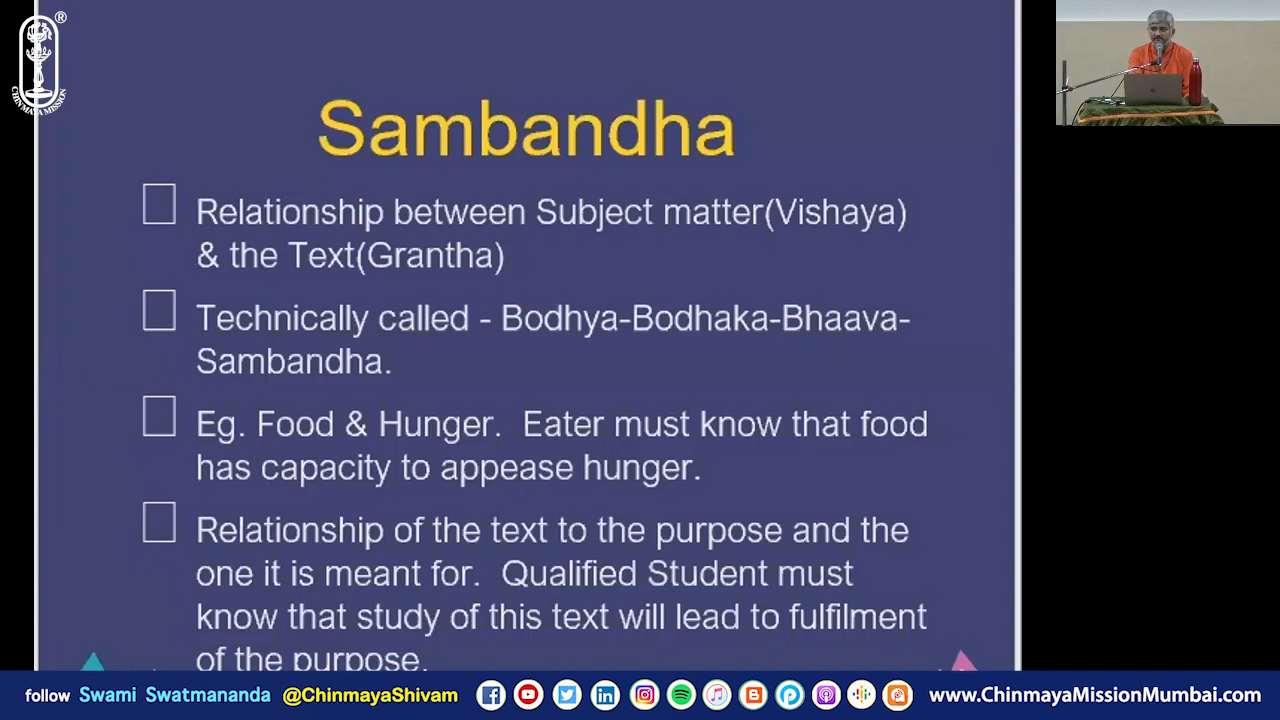 ®
CHINMAYA MISSION
Sambandha
Relationship between Subject matter(Vishaya)
& the Text(Grantha)
Technically called - Bodhya-Bodhaka-Bhaava-
Sambandha.
Eg. Food & Hunger.  Eater must know that food
has capacity to appease hunger.
Relationship of the text to the purpose and the
one it is meant for.  Qualified Student must
know that study of this text will lead to fulfilment
of the purpose.
follow Swami Swatmananda @ChinmayaShivam www.ChinmayaMissionMumbai.com